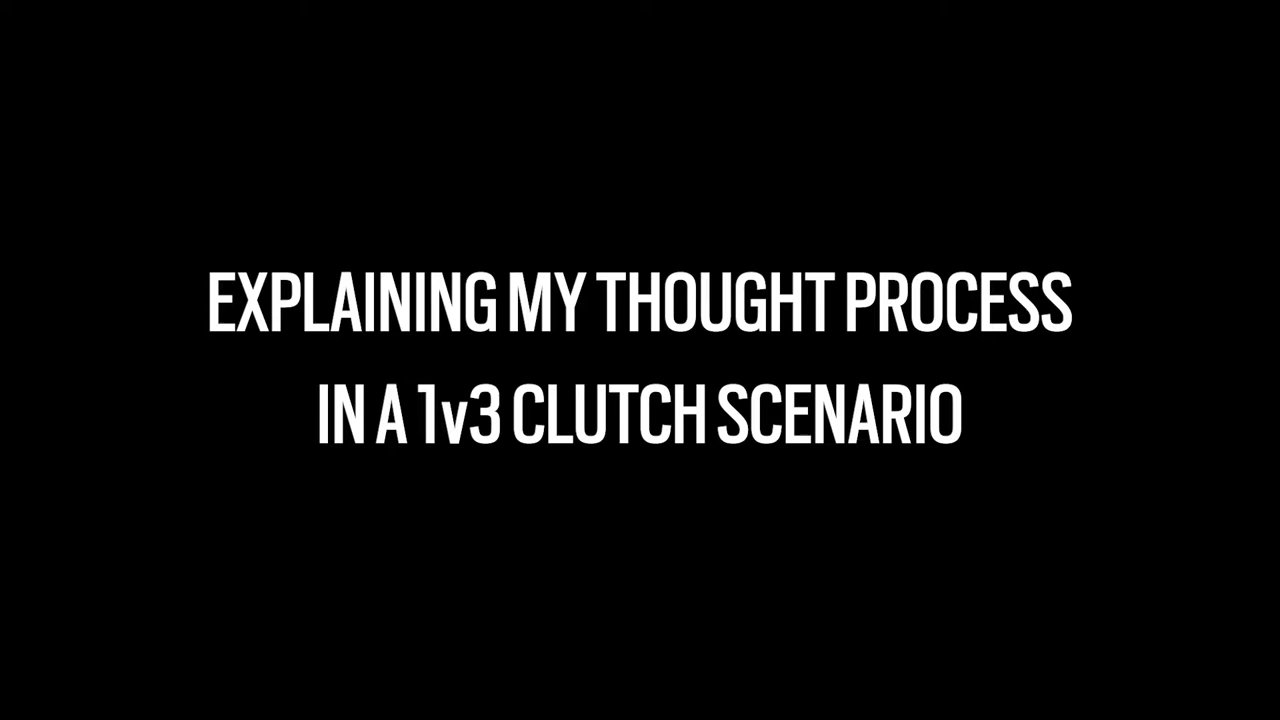 EXPLAINING MY THOUGHT PROCESS
IN A 1v3 CLUTCH SCENARIO